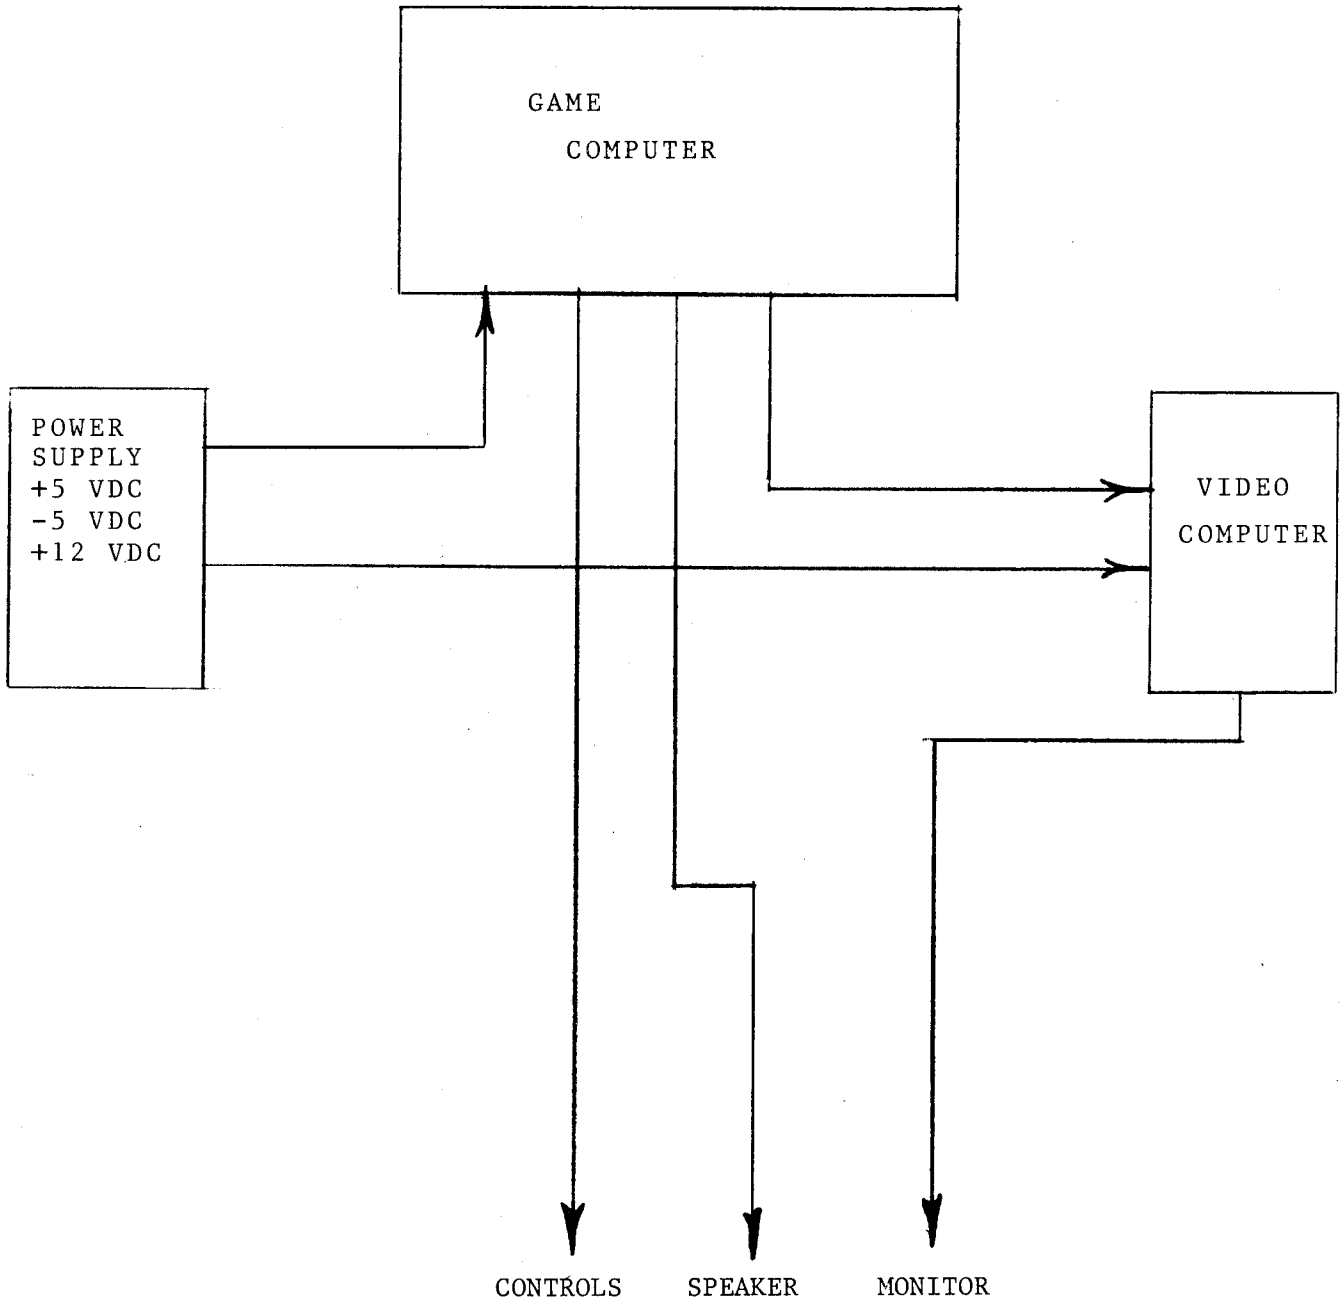 GAME
COMPUTER
POWER
SUPPLY
+5 VDC
-5 VDC
+12 VDC
VIDEO
COMPUTER
CONTROLS
SPEAKER
MONITOR